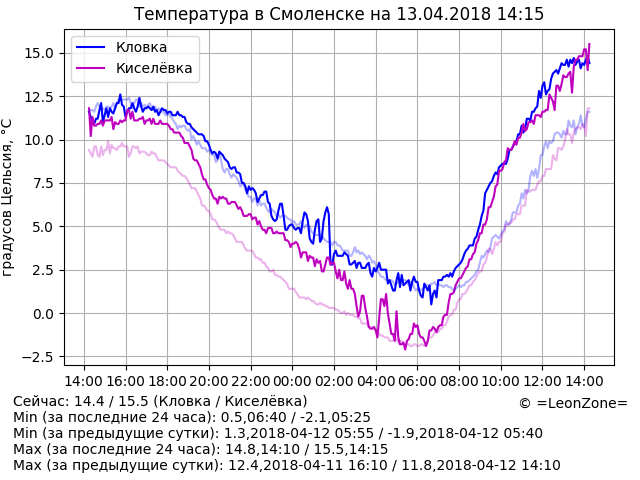 Температура в Смоленске на 13.04.2018 14:15
Кловка
Киселёвка
градусов Цельсия, °C
15.0
12.5
10.0
7.5
5.0
2.5
0.0
−2.5
14:00 16:00 18:00 20:00 22:00 00:00 02:00 04:00 06:00 08:00 10:00 12:00 14:00
Сейчас: 14.4 / 15.5 (Кловка / Киселёвка)
© =LeonZone=
Min (за последние 24 часа): 0.5,06:40 / -2.1,05:25
Min (за предыдущие сутки): 1.3,2018-04-12 05:55 / -1.9,2018-04-12 05:40
Max (за последние 24 часа): 14.8,14:10 / 15.5,14:15
Max (за предыдущие сутки): 12.4,2018-04-11 16:10 / 11.8,2018-04-12 14:10